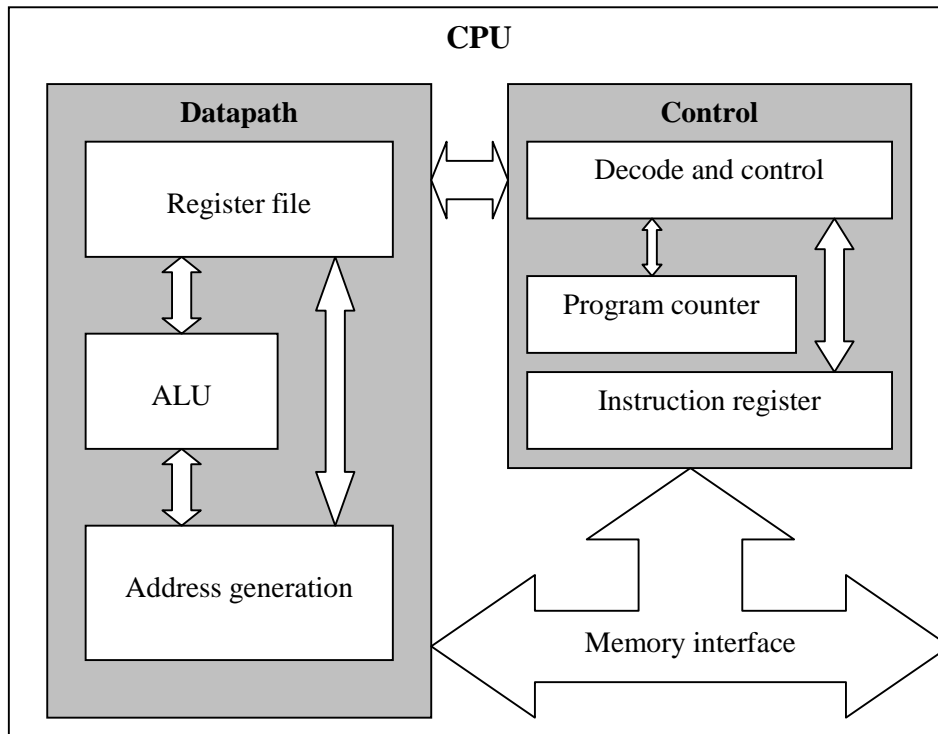 CPU
Datapath
Register file
ALU
Address generation
Control
Decode and control
Program counter
Instruction register
Memory interface